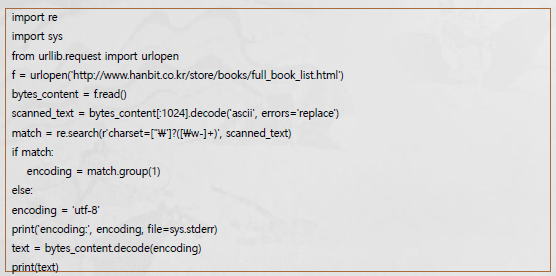 import re
import sys
from urllib.request import urlopen
f = urlopen('http://www.hanbit.co.kr/store/books/full_book_list.html')
bytes_content = f.read()
scanned_text = bytes_content[:1024].decode('ascii', errors='replace')
match = re.search(r'charset=["₩']?([₩w-]+)', scanned_text)
if match:
encoding = match.group(1)
else:
encoding = 'utf-8'
print('encoding:', encoding, file=sys.stderr)
text = bytes_content.decode(encoding)
print(text)